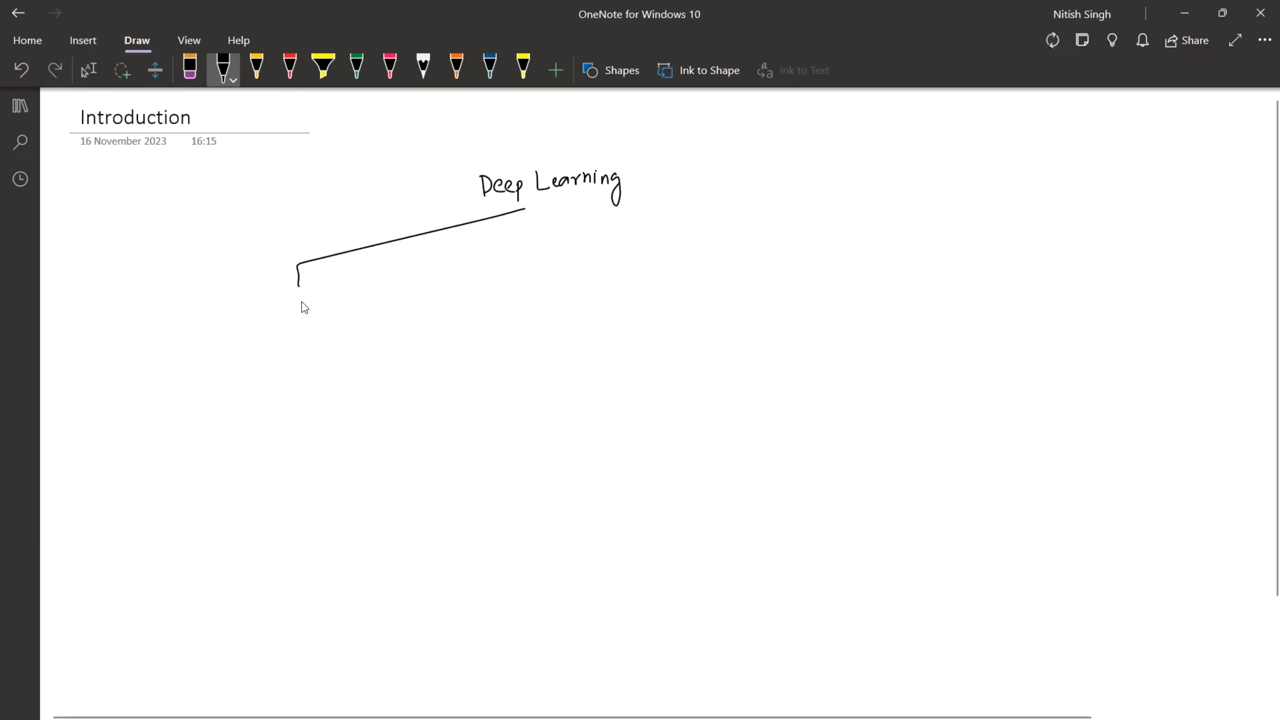 OneNote for Windows 10
Nitish Singh
Home Insert Draw View Help
Share
Shapes Ink to Shape Ink to Text
Introduction
16 November 2023 16:15
Deep Learning